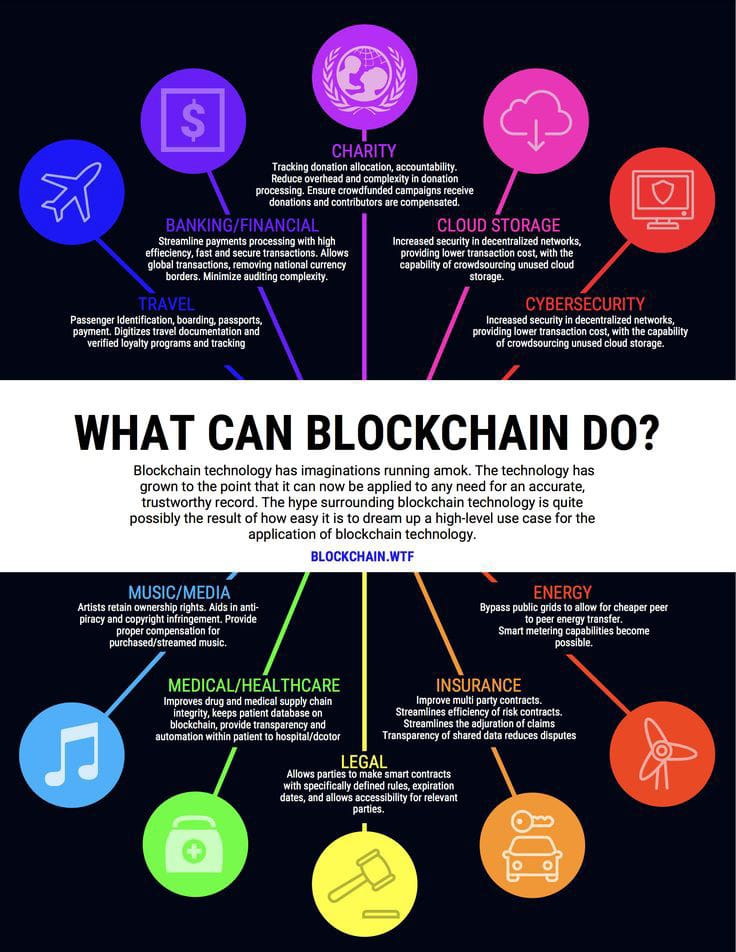 CHARITY
Tracking donation allocation, accountability.
Reduce overhead and complexity in donation
processing. Ensure crowdfunded campaigns receive
donations and contributors are compensated.
$
BANKING/FINANCIAL
Streamline payments processing with high
effieciency, fast and secure transactions. Allows
global transactions, removing national currency
borders. Minimize auditing complexity.
CLOUD STORAGE
Increased security in decentralized networks,
providing lower transaction cost, with the
capability of crowdsourcing unused cloud
storage.
TRAVEL
Passenger Identification, boarding, passports,
payment. Digitizes travel documentation and
verified loyalty programs and tracking
CYBERSECURITY
Increased security in decentralized networks,
providing lower transaction cost, with the capability
of crowdsourcing unused cloud storage.
WHAT CAN BLOCKCHAIN DO?
Blockchain technology has imaginations running amok. The technology has
grown to the point that it can now be applied to any need for an accurate,
trustworthy record. The hype surrounding blockchain technology is quite
possibly the result of how easy it is to dream up a high-level use case for the
application of blockchain technology.
BLOCKCHAIN.WTF
MUSIC/MEDIA
Artists retain ownership rights. Aids in anti-
piracy and copyright infringement. Provide
proper compensation for
purchased/streamed music.
ENERGY
Bypass public grids to allow for cheaper peer
to peer energy transfer.
Smart metering capabilities become
possible.
MEDICAL/HEALTHCARE
Improves drug and medical supply chain
integrity, keeps patient database on
blockchain, provide transparency and
automation within patient to hospital/dcotor
INSURANCE
Improve multi party contracts.
Streamlines efficiency of risk contracts.
Streamlines the adjuration of claims
Transparency of shared data reduces disputes
LEGAL
Allows parties to make smart contracts
with specifically defined rules, expiration
dates, and allows accessibility for relevant
parties.